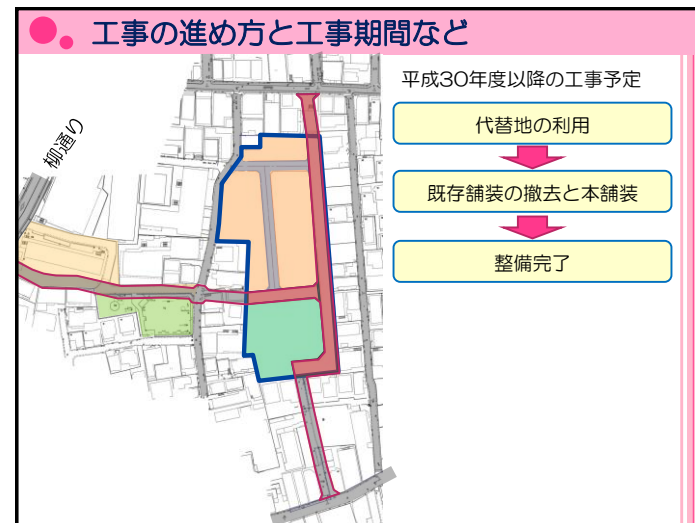 工事の進め方と工事期間など
平成30年度以降の工事予定
柳通り
代替地の利用
既存舗装の撤去と本舗装
整備完了